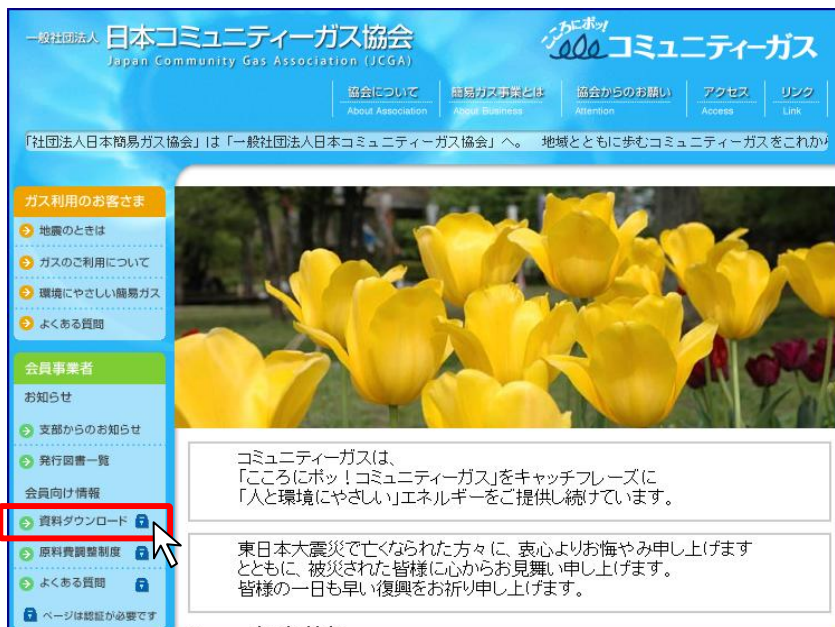 一般社団法人 日本コミュニティーガス協会
Japan Community Gas Association (JCGA)
こころにポッ!
コミュニティーガス
協会について 簡易ガス事業とは 協会からのお願い アクセス リンク
About Association About Business Attention Access Link
「社団法人日本簡易ガス協会」は「一般社団法人日本コミュニティーガス協会」へ。 地域とともに歩むコミュニティーガスをこれか
ガス利用のお客さま
地震のときは
ガスのご利用について
環境にやさしい簡易ガス
よくある質問
会員事業者
お知らせ
支部からのお知らせ
発行図書一覧
会員向け情報
資料ダウンロード
原料費調整制度
よくある質問
ページは認証が必要です
コミュニティーガスは、
「こころにポッ!コミュニティーガス」をキャッチフレーズに
「人と環境にやさしい」エネルギーをご提供し続けています。
東日本大震災で亡くなられた方々に、衷心よりお悔やみ申し上げます
とともに、被災された皆様に心からお見舞い申し上げます。
皆様の一日も早い復興をお祈り申し上げます。